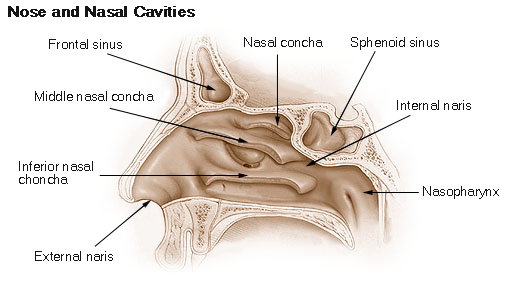 Nose and Nasal Cavities
Frontal sinus
Nasal concha
Sphenoid sinus
Middle nasal concha
Internal naris
Inferior nasal
choncha
Nasopharynx
External naris